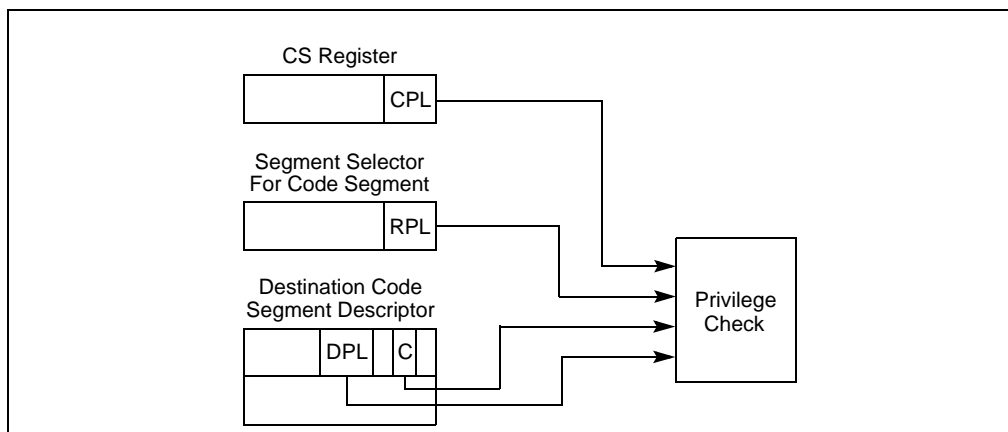 CS Register
CPL
Segment Selector
For Code Segment
RPL
Destination Code
Segment Descriptor
DPL
C
Privilege
Check